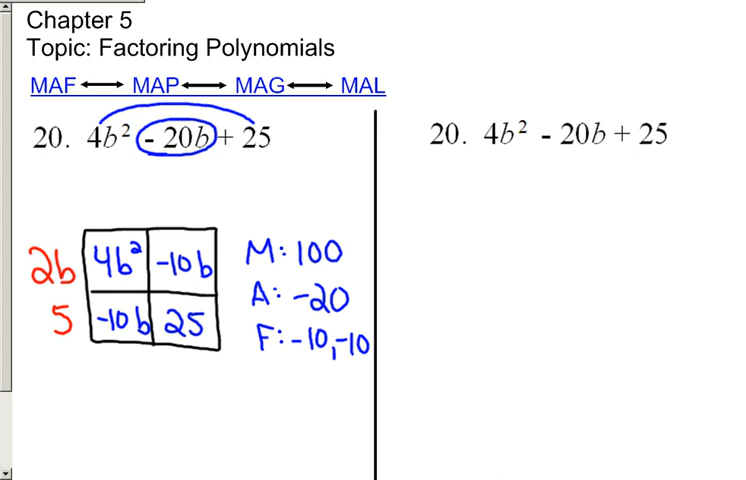 Chapter 5
Topic: Factoring Polynomials
MAF ⟷ MAP ⟷ MAG ⟷ MAL
20. 4b² - 20b + 25
2b 4b² -10b
5 -10b 25
M: 100
A: -20
F: -10, -10
20. 4b² - 20b + 25